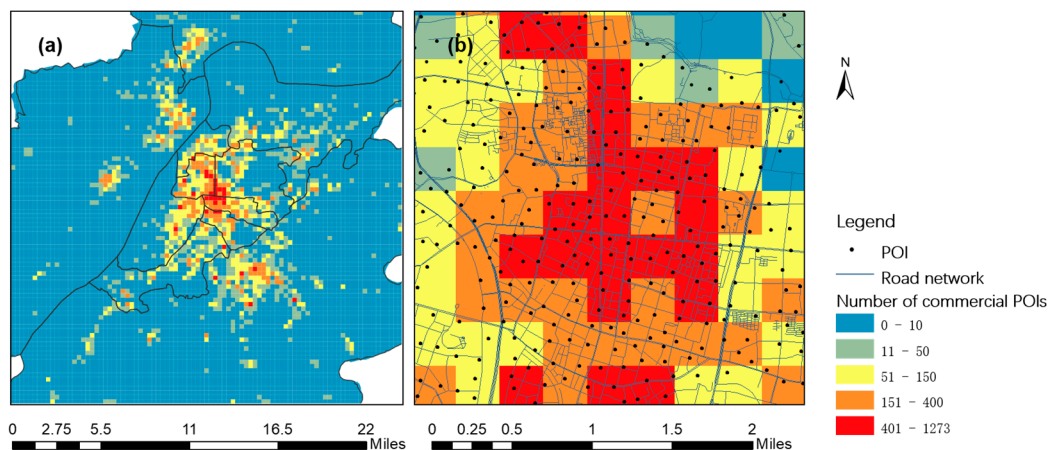 (a)
(b)
N
Legend
POI
Road network
Number of commercial POIs
0 - 10
11 - 50
51 - 150
151 - 400
401 - 1273
0 2.75 5.5 11 16.5 22
Miles
0 0.25 0.5 1 1.5 2
Miles